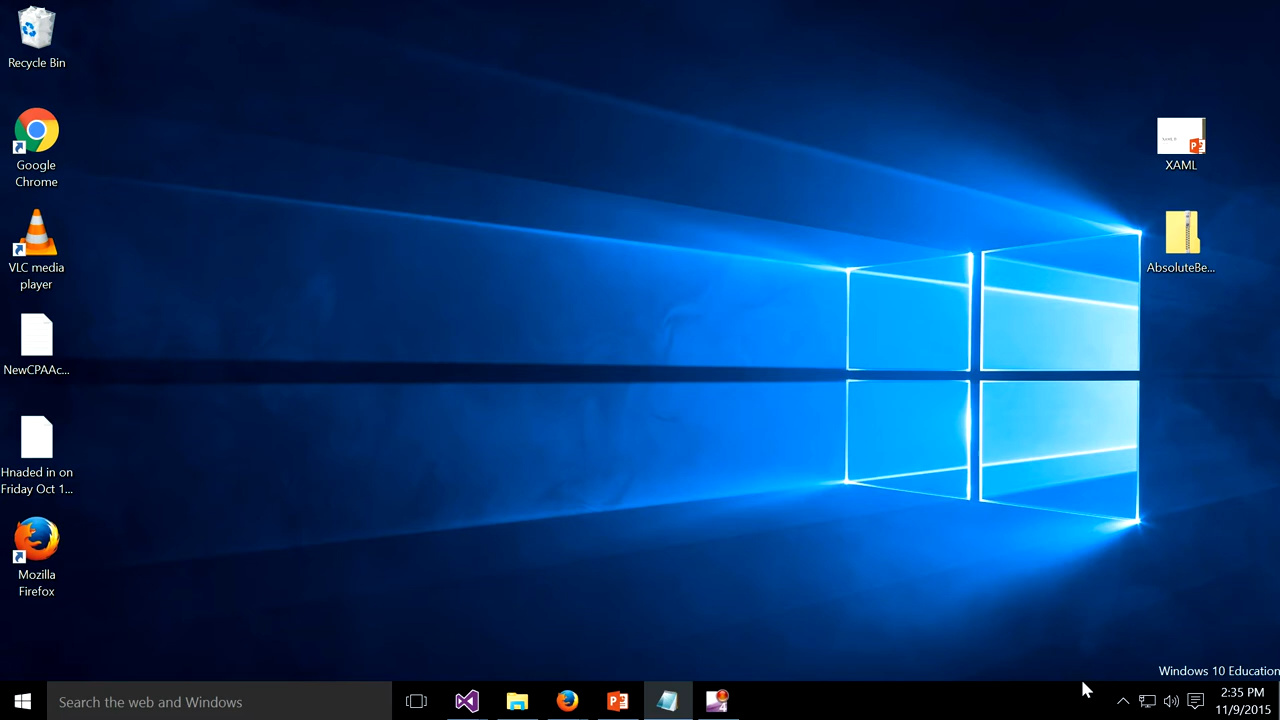 Recycle Bin
Google
Chrome
VLC media
player
NewCPAAc...
Hnaded in on
Friday Oct 1...
Mozilla
Firefox
XAML
AbsoluteBe...
Windows 10 Education
Search the web and Windows
2:35 PM
11/9/2015